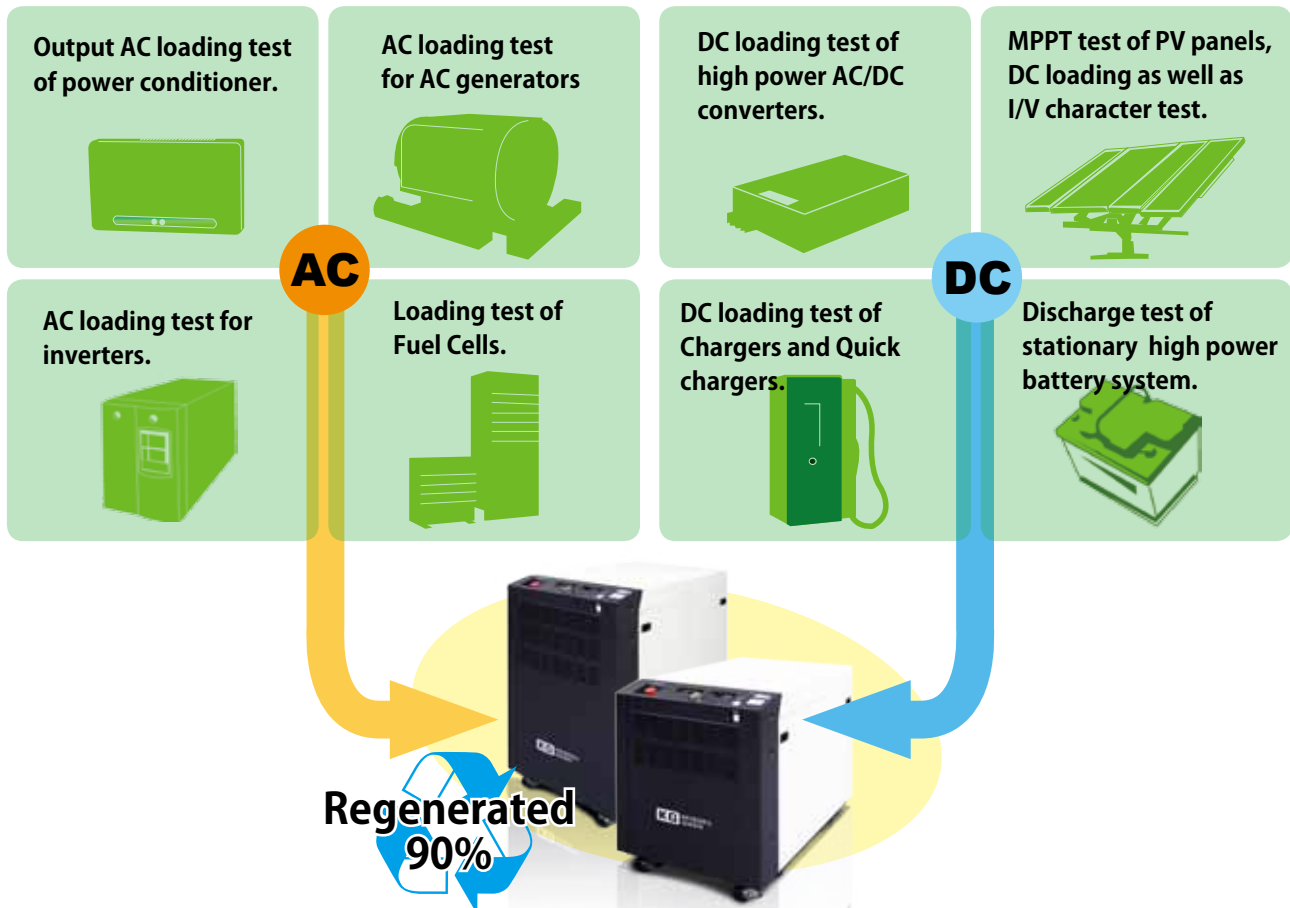 Output AC loading test
of power conditioner.
AC loading test
for AC generators
DC loading test of
high power AC/DC
converters.
MPPT test of PV panels,
DC loading as well as
I/V character test.
AC
DC
AC loading test for
inverters.
Loading test of
Fuel Cells.
DC loading test of
Chargers and Quick
chargers.
Discharge test of
stationary high power
battery system.
KG
KG
Regenerated
90%